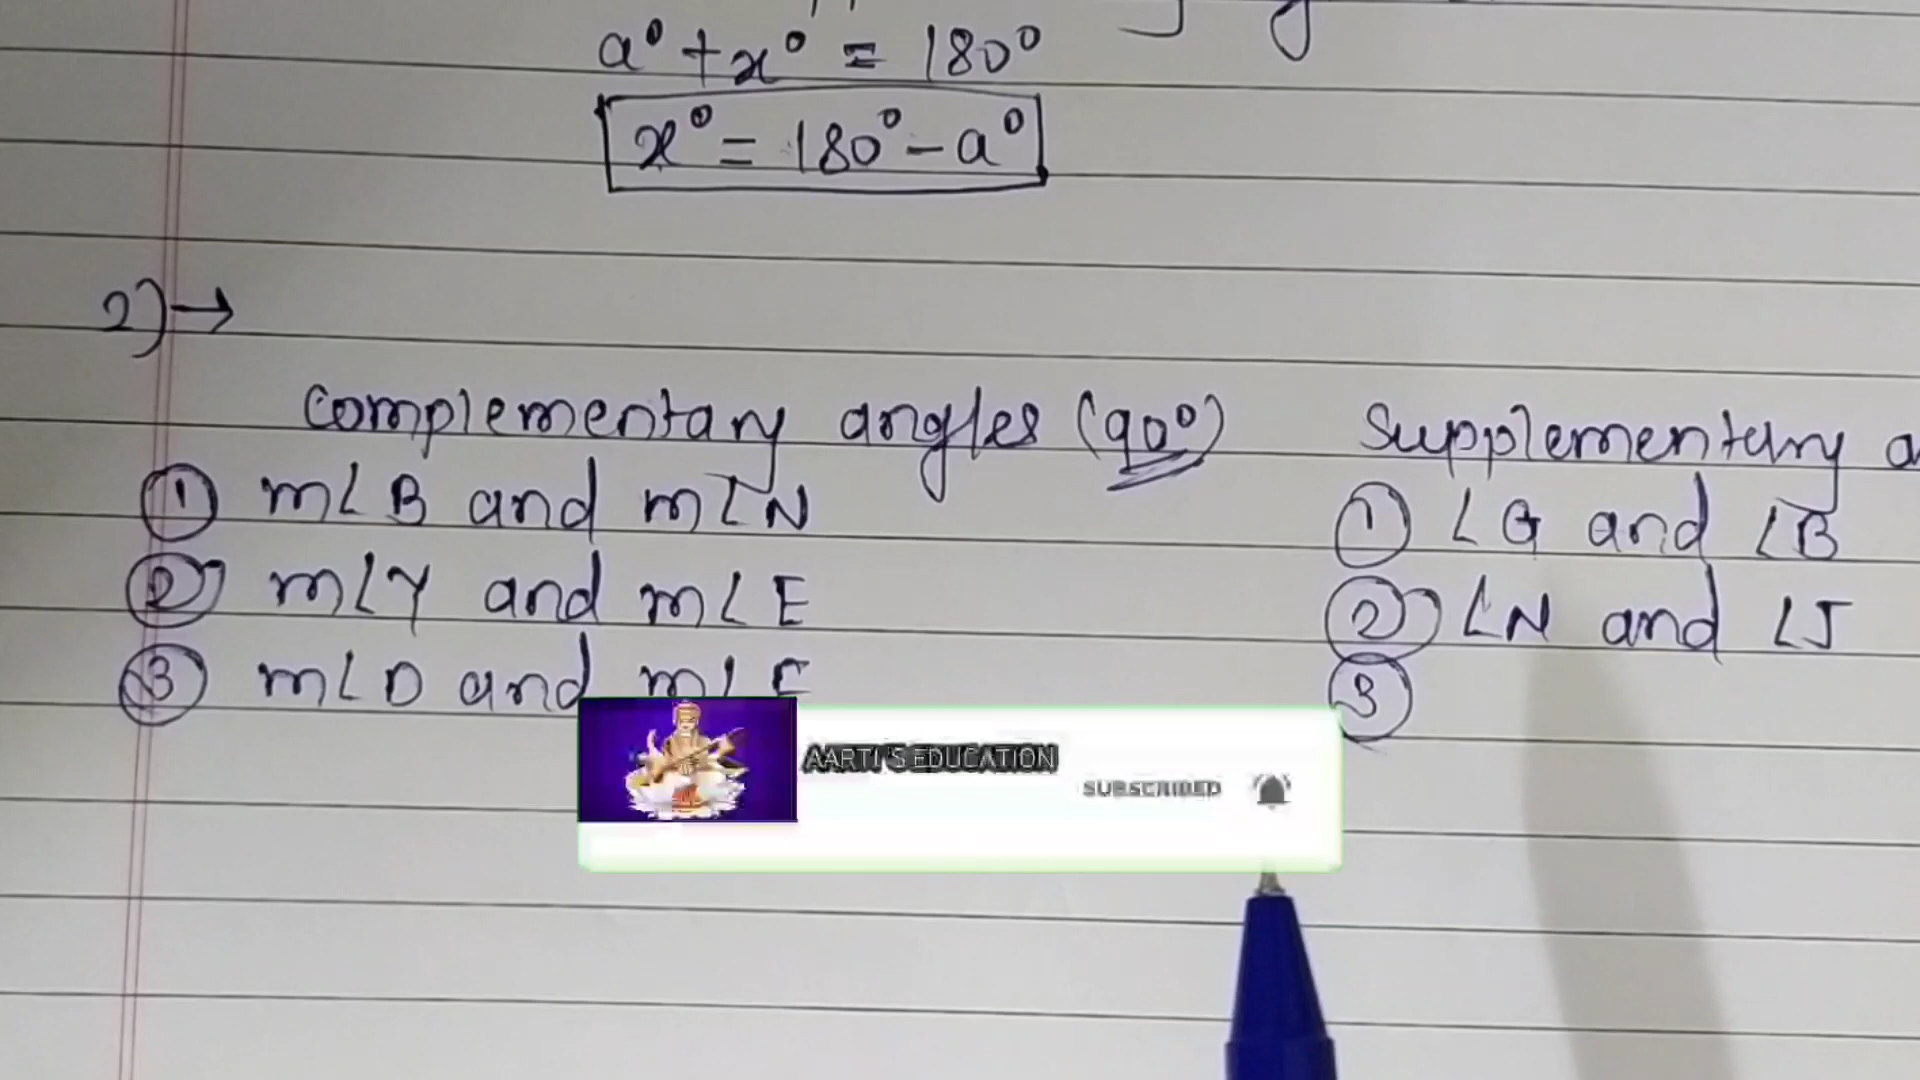 a° + x° = 180°
x° = 180° - a°
2) →
Complementary angles (90°)
① m∠B and m∠N
② m∠Y and m∠E
③ m∠D and m∠
Supplementary
① ∠G and ∠B
② ∠N and ∠J
③
AARTI'S EDUCATION
SUBSCRIBED